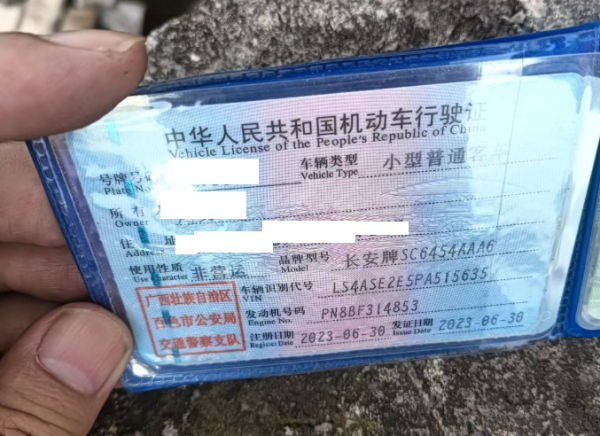 中华人民共和国机动车行驶证
Vehicle License of the People's Republic of China
号牌号码 车辆类型 小型普通客车
Plate No. Vehicle Type
所有
Owner
住 址
Address
使用性质 非营运 品牌型号 长安牌SC6454AAA6
Use Character Model
广西壮族自治区
百色市公安局
交通警察支队
车辆识别代号 LS4ASE2E5PA515635
VIN
发动机号码 PN8BF314853
Engine No.
注册日期 2023-06-30 发证日期 2023-06-30
Register Date Issue Date